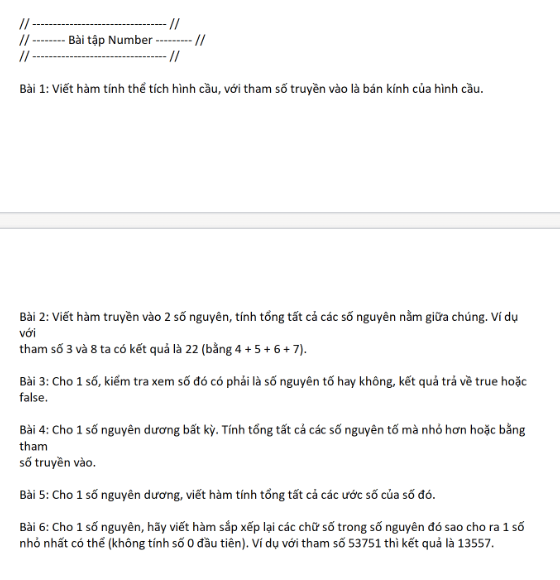 // -------------------------------- //
// -------- Bài tập Number --------- //
// -------------------------------- //
Bài 1: Viết hàm tính thể tích hình cầu, với tham số truyền vào là bán kính của hình cầu.
Bài 2: Viết hàm truyền vào 2 số nguyên, tính tổng tất cả các số nguyên nằm giữa chúng. Ví dụ
với
tham số 3 và 8 ta có kết quả là 22 (bằng 4 + 5 + 6 + 7).
Bài 3: Cho 1 số, kiểm tra xem số đó có phải là số nguyên tố hay không, kết quả trả về true hoặc
false.
Bài 4: Cho 1 số nguyên dương bất kỳ. Tính tổng tất cả các số nguyên tố mà nhỏ hơn hoặc bằng
tham
số truyền vào.
Bài 5: Cho 1 số nguyên dương, viết hàm tính tổng tất cả các ước số của số đó.
Bài 6: Cho 1 số nguyên, hãy viết hàm sắp xếp lại các chữ số trong số nguyên đó sao cho ra 1 số
nhỏ nhất có thể (không tính số 0 đầu tiên). Ví dụ với tham số 53751 thì kết quả là 13557.